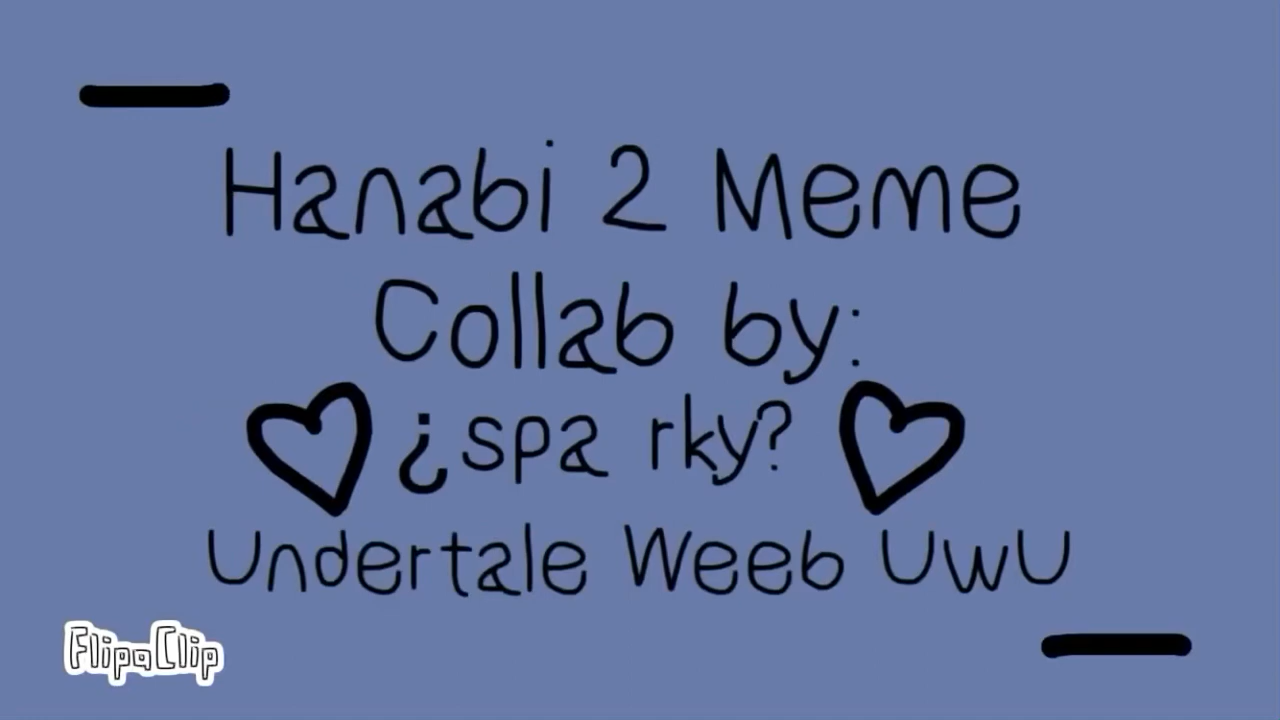 Hanabi 2 Meme
Collab by:
¿spa rky?
Undertale Weeb UwU
FlipaClip